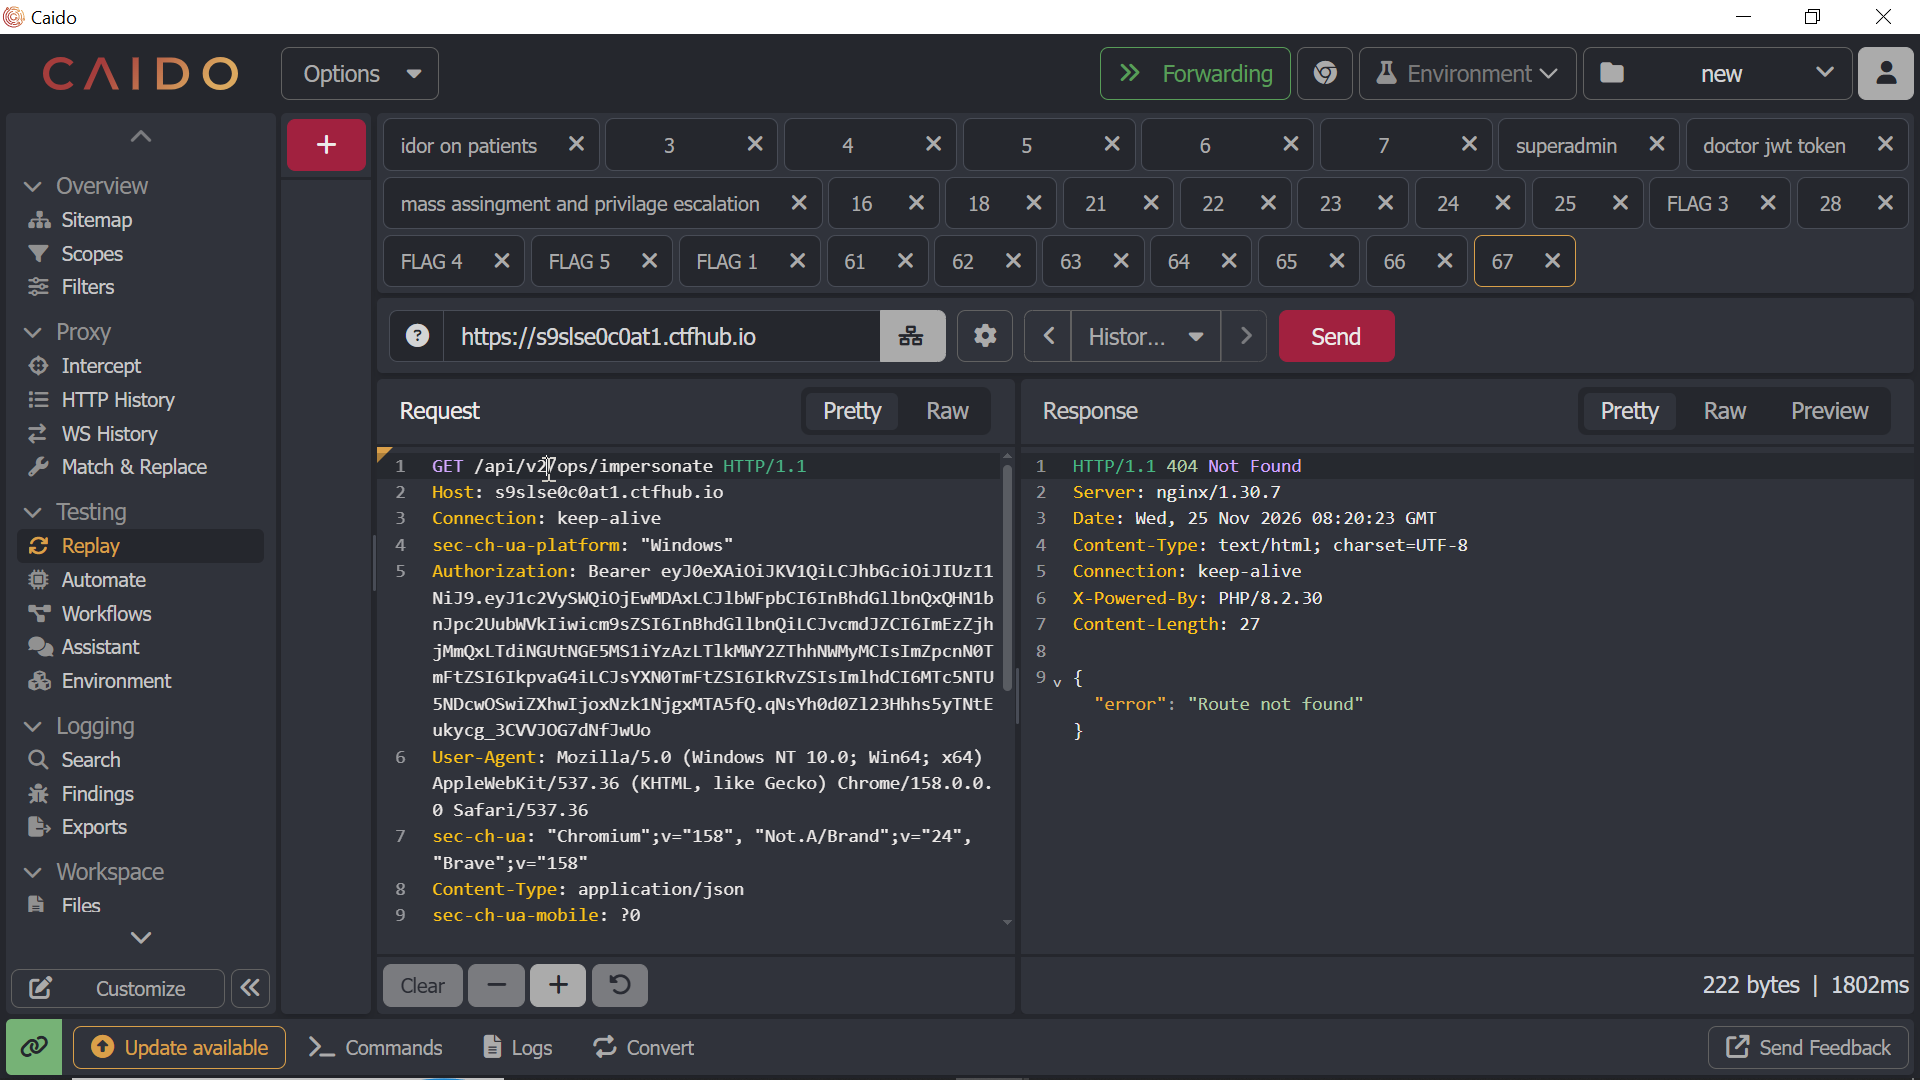 Caido
CAIDO
Options
Forwarding
Environment
new
Overview
Sitemap
Scopes
Filters
Proxy
Intercept
HTTP History
WS History
Match & Replace
Testing
Replay
Automate
Workflows
Assistant
Environment
Logging
Search
Findings
Exports
Workspace
Files
Customize
+
idor on patients
3
4
5
6
7
superadmin
doctor jwt token
mass assingment and privilage escalation
16
18
21
22
23
24
25
FLAG 3
28
FLAG 4
FLAG 5
FLAG 1
61
62
63
64
65
66
67
https://s9slse0c0at1.ctfhub.io
Histor...
Send
Request
Pretty
Raw
1 GET /api/v2/ops/impersonate HTTP/1.1
2 Host: s9slse0c0at1.ctfhub.io
3 Connection: keep-alive
4 sec-ch-ua-platform: "Windows"
5 Authorization: Bearer eyJ0eXAiOiJKV1QiLCJhbGciOiJIUzI1
NiJ9.eyJ1c2VySWQiOjEwMDAxLCJlbWFpbCI6InBhdGllbnQxQHN1b
nJpc2UubWVkIiwicm9sZSI6InBhdGllbnQiLCJvcmdJZCI6ImEzZjh
jMmQxLTdiNGUtNGE5MS1iYzAzLTlkMWY2ZThhNWMyMCIsImZpcnN0T
mFtZSI6IkpvaG4iLCJsYXN0TmFtZSI6IkRvZSIsImlhdCI6MTc5NTU
5NDcwOSwiZXhwIjoxNzk1NjgxMTA5fQ.qNsYh0d0Zl23Hhhs5yTNtE
ukycg_3CVVJOG7dNfJwUo
6 User-Agent: Mozilla/5.0 (Windows NT 10.0; Win64; x64)
AppleWebKit/537.36 (KHTML, like Gecko) Chrome/158.0.0.
0 Safari/537.36
7 sec-ch-ua: "Chromium";v="158", "Not.A/Brand";v="24",
"Brave";v="158"
8 Content-Type: application/json
9 sec-ch-ua-mobile: ?0
Clear
Response
Pretty
Raw
Preview
1 HTTP/1.1 404 Not Found
2 Server: nginx/1.30.7
3 Date: Wed, 25 Nov 2026 08:20:23 GMT
4 Content-Type: text/html; charset=UTF-8
5 Connection: keep-alive
6 X-Powered-By: PHP/8.2.30
7 Content-Length: 27
8
9 {
"error": "Route not found"
}
222 bytes | 1802ms
Update available
Commands
Logs
Convert
Send Feedback